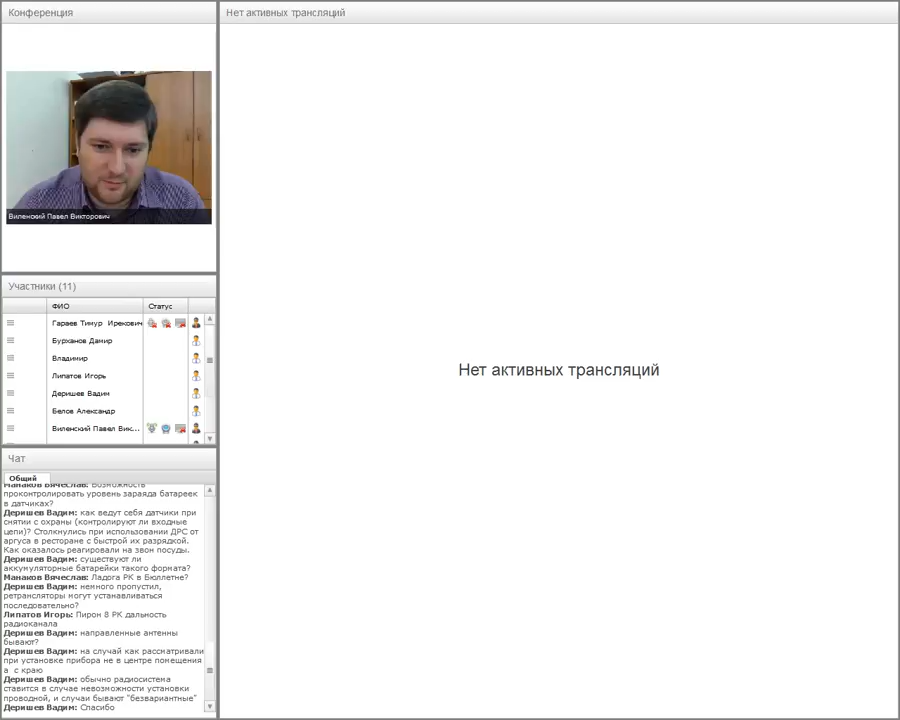 Конференция
Нет активных трансляций
Виленский Павел Викторович
Участники (11)
ФИО Статус
Гараев Тимур Ирекович
Бурханов Дамир
Владимир
Липатов Игорь
Деришев Вадим
Белов Александр
Виленский Павел Вик...
Нет активных трансляций
Чат
Общий
Манаков Вячеслав: Возможность
проконтролировать уровень зараяда батареек
в датчиках?
Деришев Вадим: как ведут себя датчики при
снятии с охраны (контролируют ли входные
цепи)? Столкнулись при использовании ДРС от
аргуса в ресторане с быстрой их разрядкой.
Как оказалось реагировали на звон посуды.
Деришев Вадим: существуют ли
аккумуляторные батарейки такого формата?
Манаков Вячеслав: Ладога РК в Бюллетне?
Деришев Вадим: немного пропустил,
ретрансляторы могут устанавливаться
последовательно?
Липатов Игорь: Пирон 8 РК дальность
радиоканала
Деришев Вадим: направленные антенны
бывают?
Деришев Вадим: на случай как рассматривали
при установке прибора не в центре помещения
а с краю
Деришев Вадим: обычно радиосистема
ставится в случае невозможности установки
проводной, и случаи бывают "безвариантные"
Деришев Вадим: Спасибо